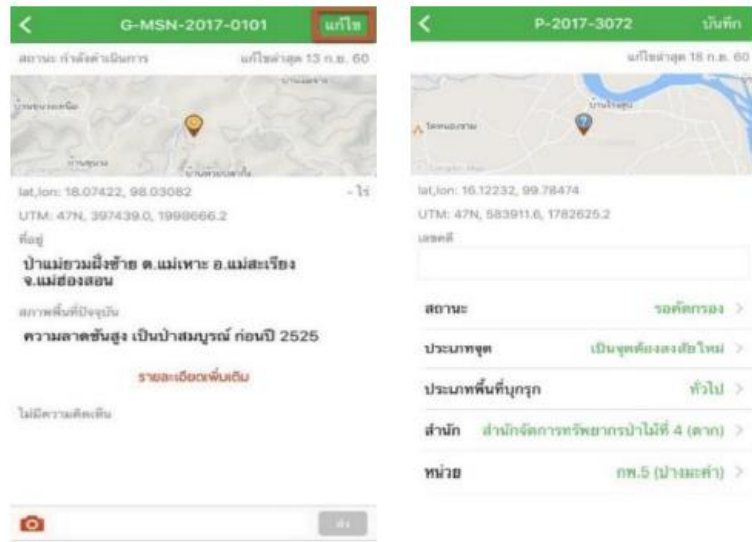 G-MSN-2017-0101
แก้ไข
สถานะ กำลังดำเนินการ
แก้ไขล่าสุด 13 ก.ย. 60
lat,lon: 18.07422, 98.03082
- ไร่
UTM: 47N, 397439.0, 1998666.2
ที่อยู่
ป่าแม่ยวมฝั่งซ้าย ต.แม่เหาะ อ.แม่สะเรียง
จ.แม่ฮ่องสอน
สภาพพื้นที่ปัจจุบัน
ความลาดชันสูง เป็นป่าสมบูรณ์ ก่อนปี 2525
รายละเอียดเพิ่มเติม
ไม่มีความคิดเห็น
ส่ง
P-2017-3072
บันทึก
แก้ไขล่าสุด 18 ก.ย. 60
lat,lon: 16.12232, 99.78474
UTM: 47N, 583911.6, 1782625.2
เลขคดี
สถานะ รอคัดกรอง
ประเภทจุด เป็นจุดต้องสงสัยใหม่
ประเภทพื้นที่บุกรุก ทั่วไป
สำนัก สำนักจัดการทรัพยากรป่าไม้ที่ 4 (ตาก)
หน่วย กพ.5 (ปางมะค่า)